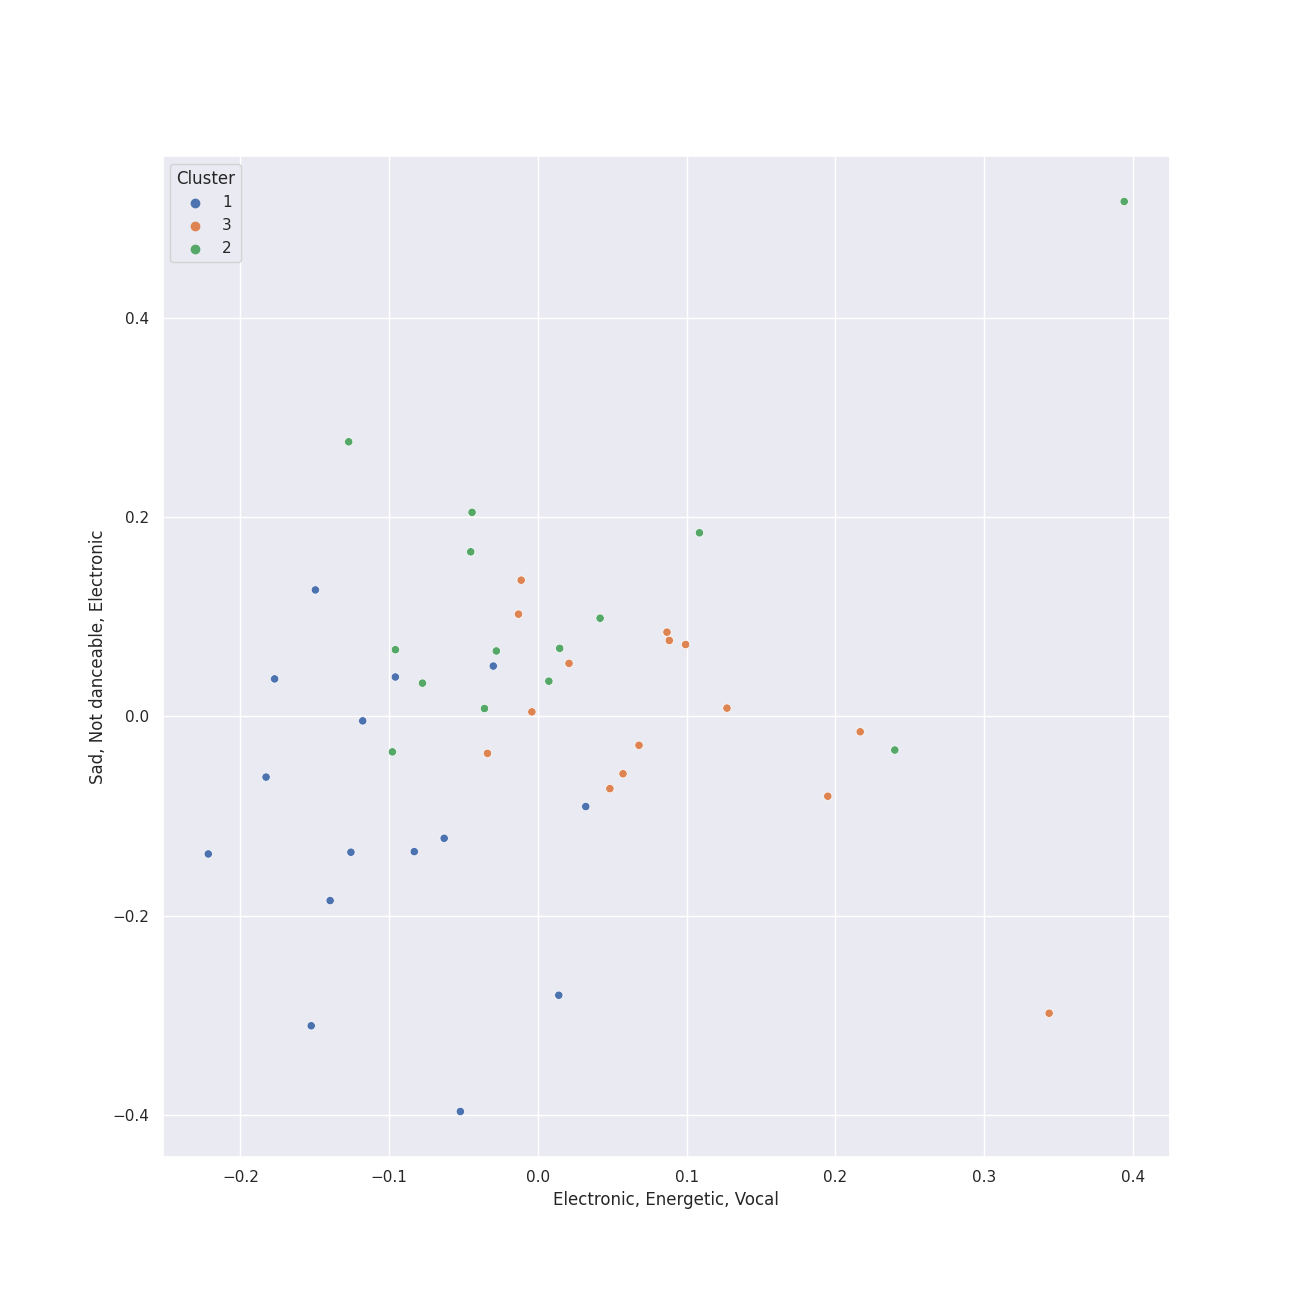 Cluster
1
3
2
0.4
0.2
0.0
−0.2
−0.4
Sad, Not danceable, Electronic
−0.2 −0.1 0.0 0.1 0.2 0.3 0.4
Electronic, Energetic, Vocal